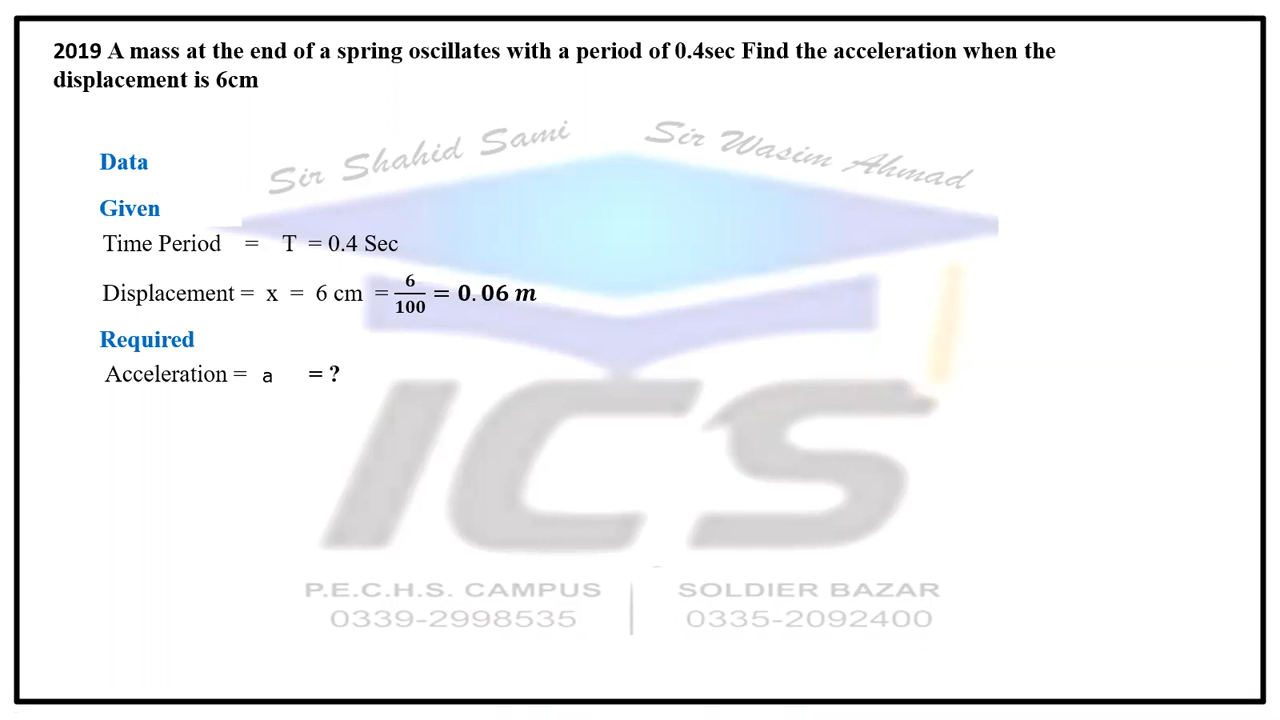 2019 A mass at the end of a spring oscillates with a period of 0.4sec Find the acceleration when the
displacement is 6cm
Sir Shahid Sami Sir Wasim Ahmad
Data
Given
Time Period = T = 0.4 Sec
Displacement = x = 6 cm = 6/100 = 0.06 m
Required
Acceleration = a = ?
ICS
P.E.C.H.S. CAMPUS | SOLDIER BAZAR
0339-2998535 | 0335-2092400